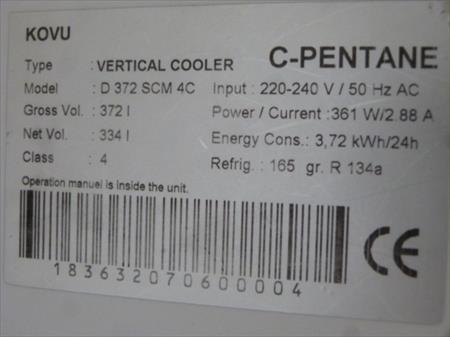 KOVU
C-PENTANE
Type : VERTICAL COOLER
Model : D 372 SCM 4C Input : 220-240 V / 50 Hz AC
Gross Vol. : 372 l Power / Current :361 W/2.88 A
Net Vol. : 334 l Energy Cons.: 3,72 kWh/24h
Class : 4 Refrig. : 165 gr. R 134a
Operation manuel is inside the unit.
CE
1836320706000004